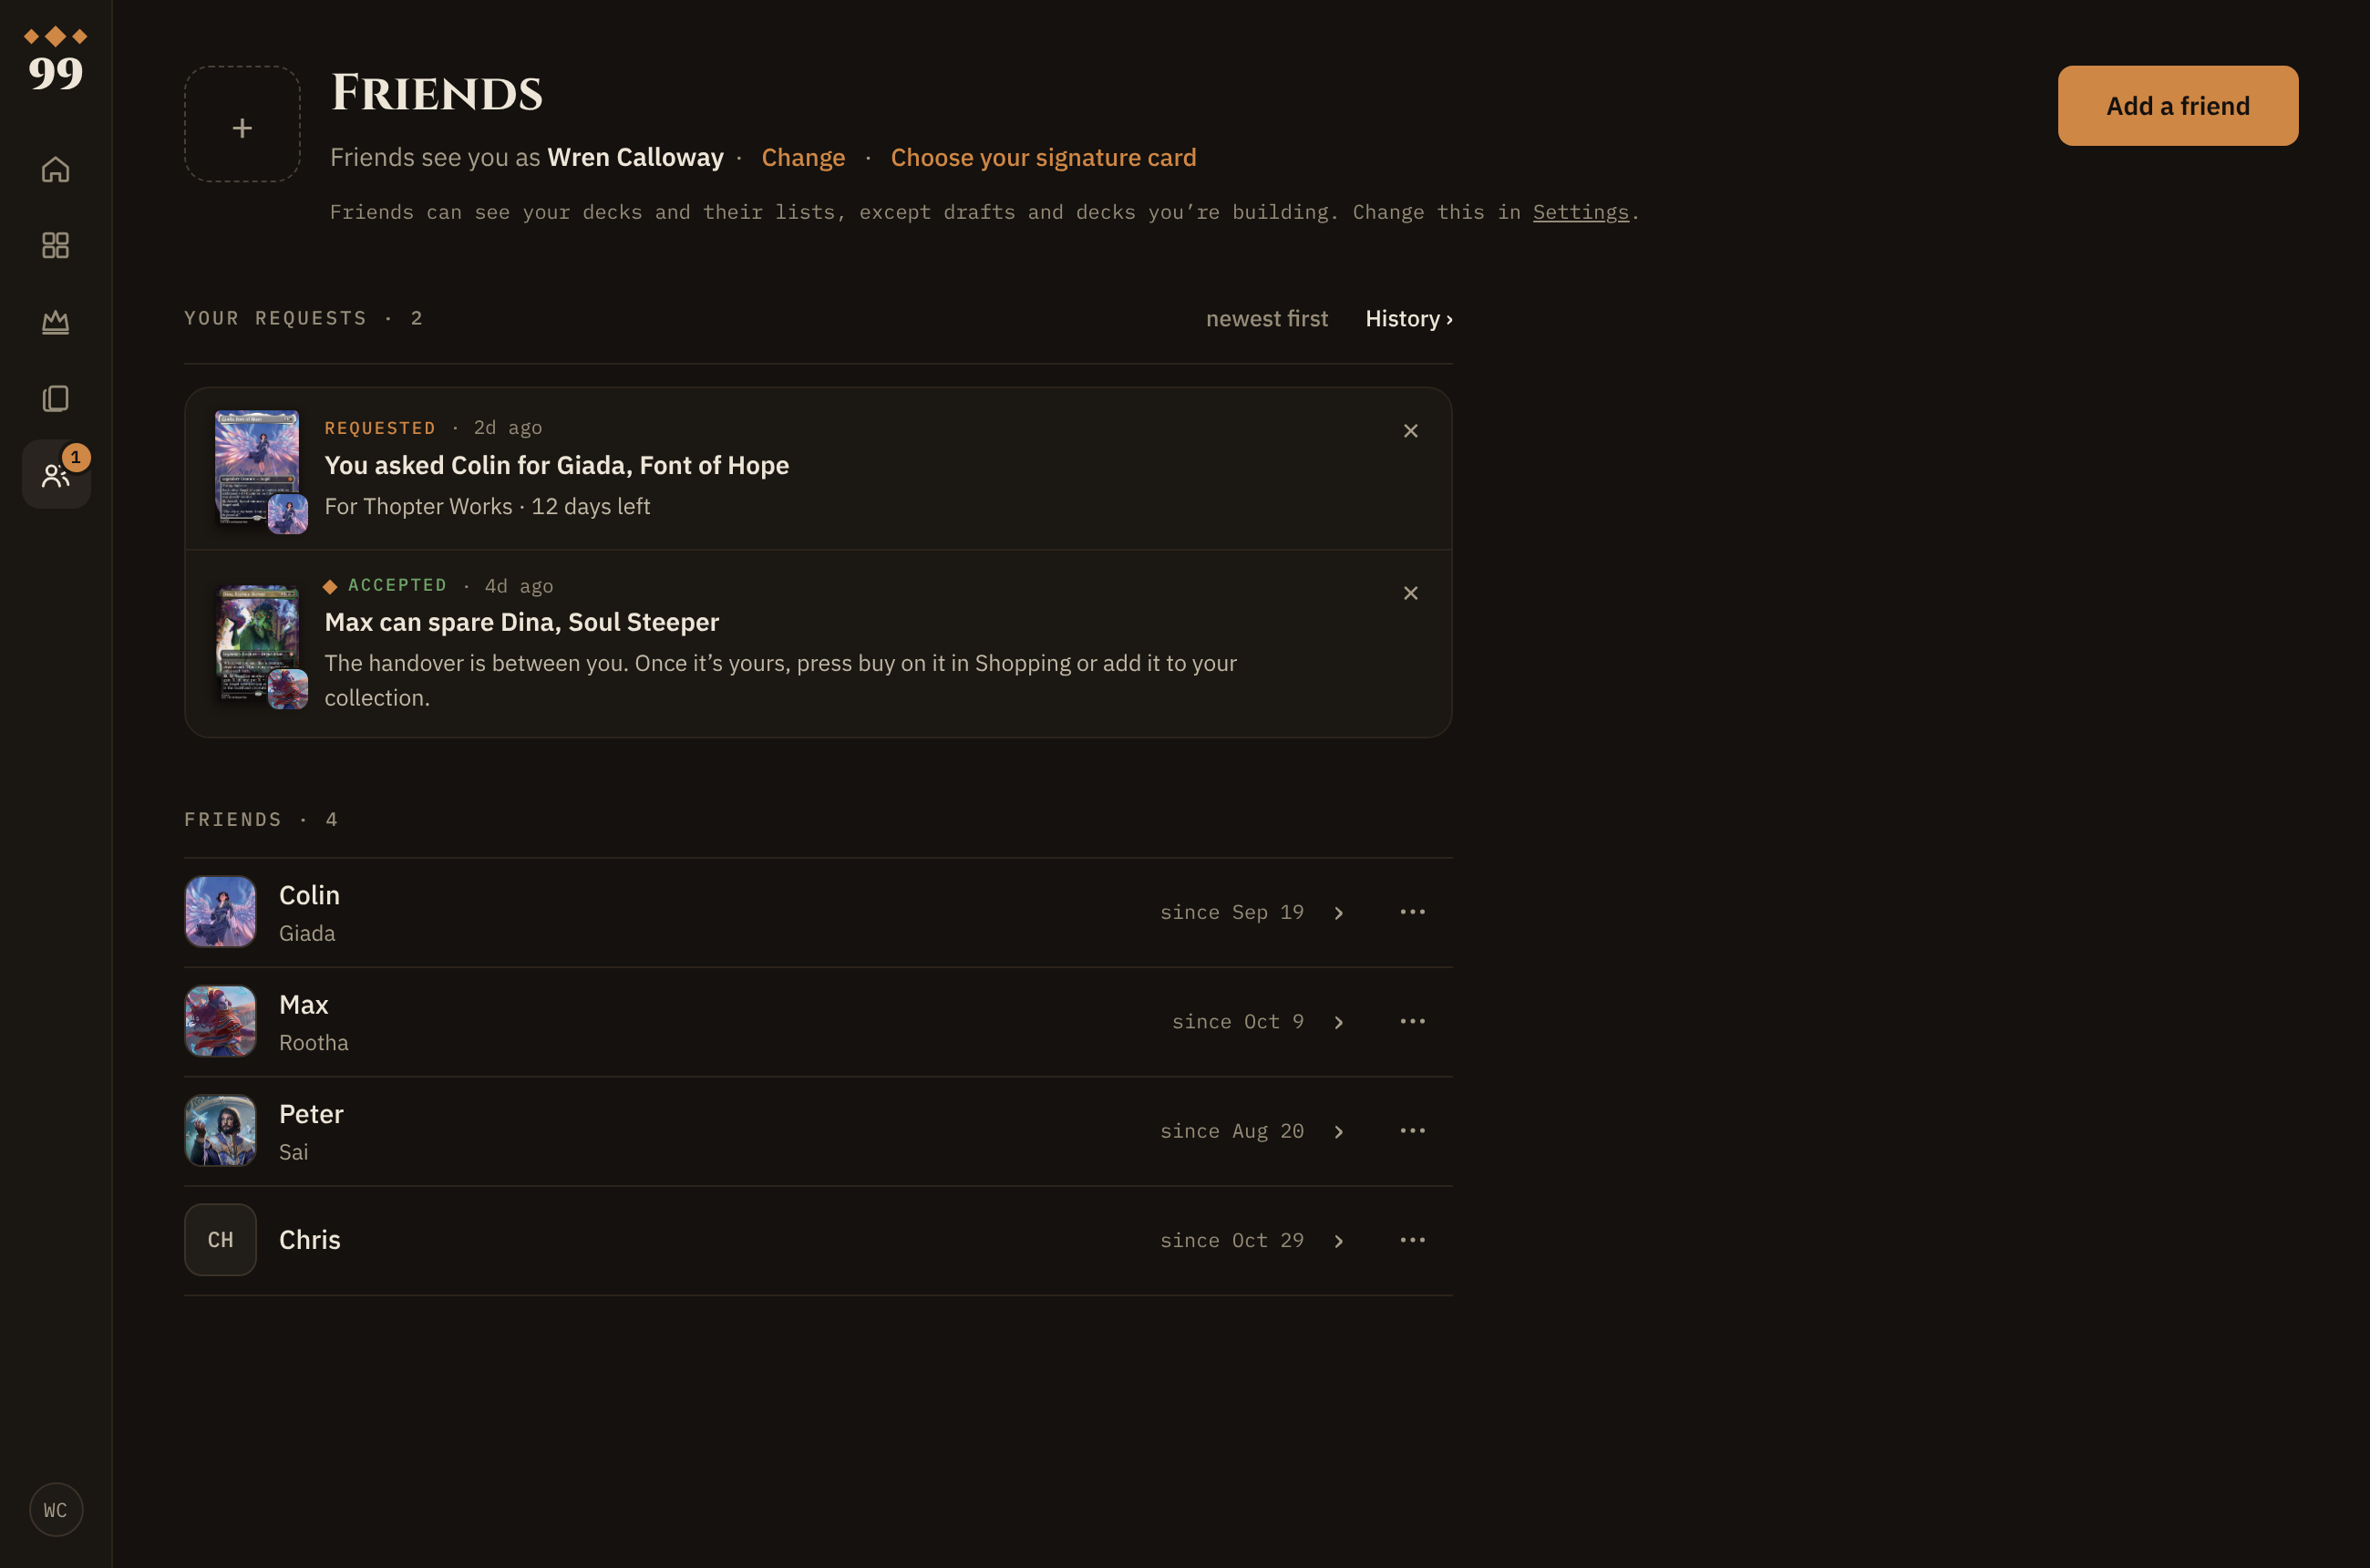 99
+
Friends
Add a friend
Friends see you as Wren Calloway · Change · Choose your signature card
Friends can see your decks and their lists, except drafts and decks you’re building. Change this in Settings.
YOUR REQUESTS · 2
newest first
History ›
1
REQUESTED · 2d ago
You asked Colin for Giada, Font of Hope
For Thopter Works · 12 days left
ACCEPTED · 4d ago
Max can spare Dina, Soul Steeper
The handover is between you. Once it’s yours, press buy on it in Shopping or add it to your
collection.
FRIENDS · 4
Colin
Giada
since Sep 19
Max
Rootha
since Oct 9
Peter
Sai
since Aug 20
CH
Chris
since Oct 29
WC